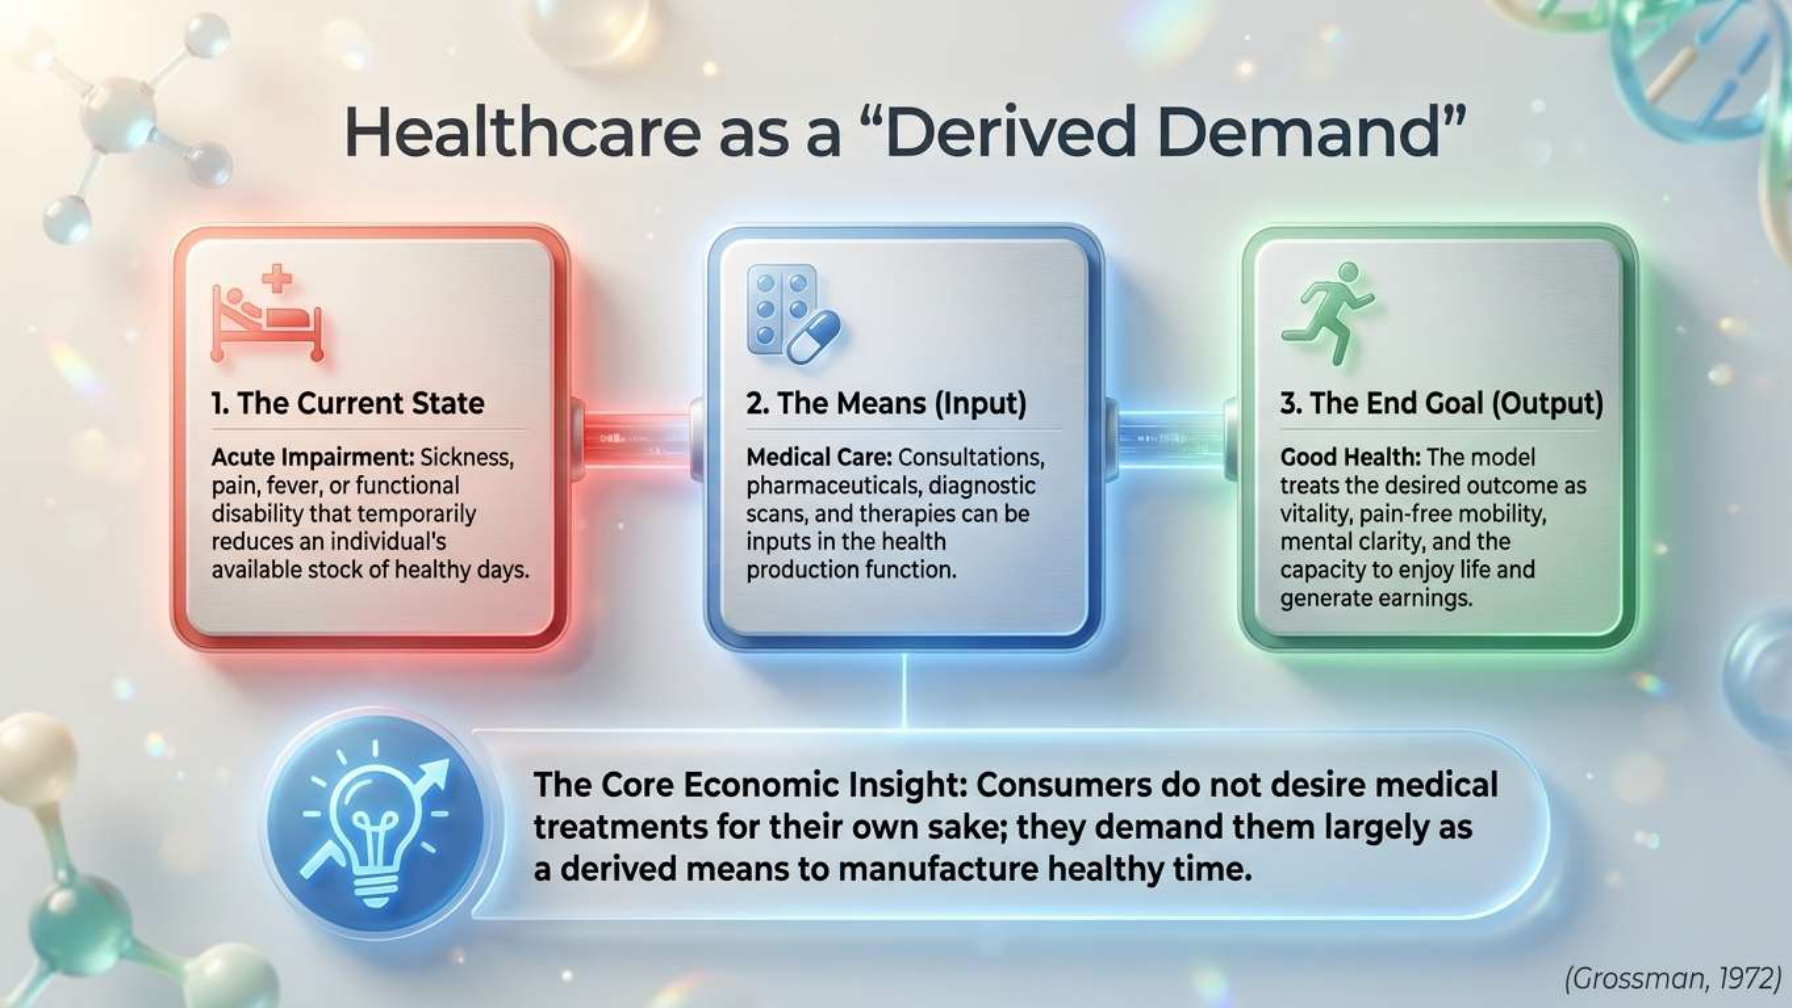 Healthcare as a “Derived Demand”
1. The Current State
Acute Impairment: Sickness,
pain, fever, or functional
disability that temporarily
reduces an individual's
available stock of healthy days.
2. The Means (Input)
Medical Care: Consultations,
pharmaceuticals, diagnostic
scans, and therapies can be
inputs in the health
production function.
3. The End Goal (Output)
Good Health: The model
treats the desired outcome as
vitality, pain-free mobility,
mental clarity, and the
capacity to enjoy life and
generate earnings.
The Core Economic Insight: Consumers do not desire medical
treatments for their own sake; they demand them largely as
a derived means to manufacture healthy time.
(Grossman, 1972)